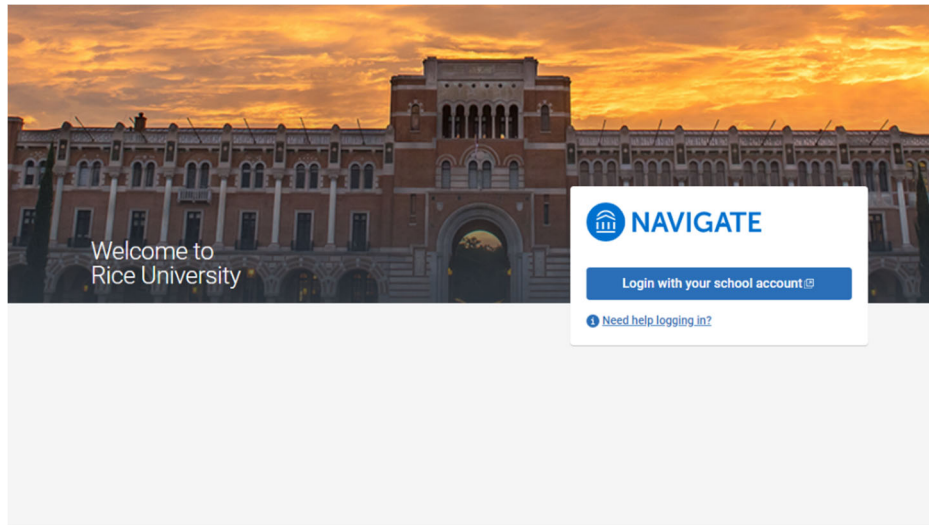 Welcome to
Rice University
NAVIGATE
Login with your school account
Need help logging in?